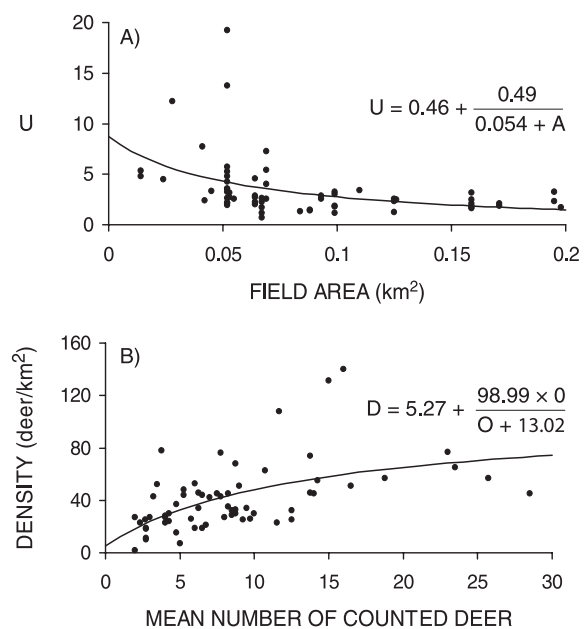 A)
20
15
10
5
0
U
U = 0.46 + 0.49 / 0.054 + A
0 0.05 0.1 0.15 0.2
FIELD AREA (km²)
B)
160
120
80
40
0
DENSITY (deer/km²)
D = 5.27 + 98.99 × 0 / O + 13.02
0 5 10 15 20 25 30
MEAN NUMBER OF COUNTED DEER